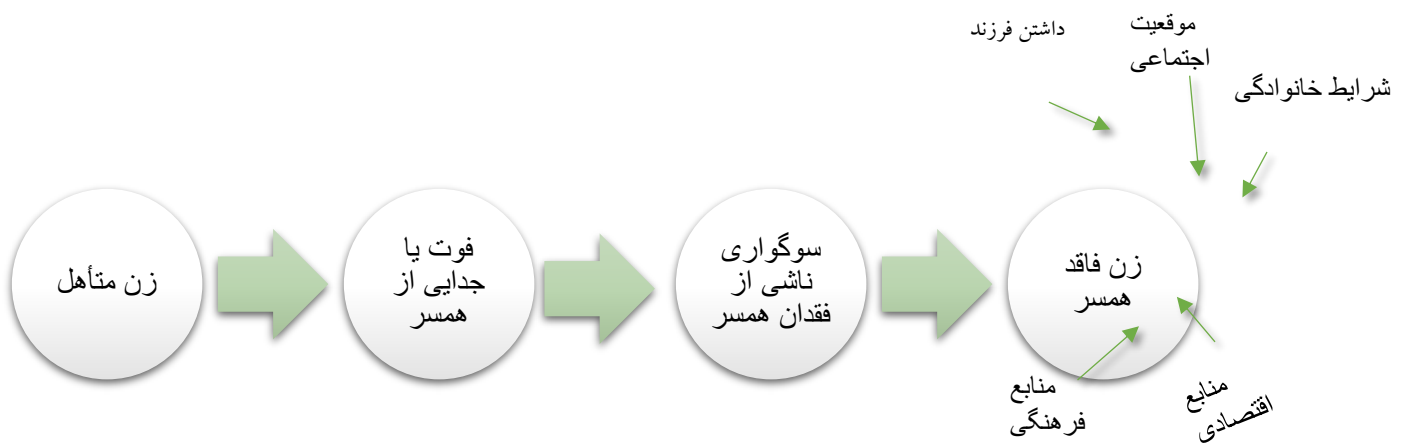 داشتن فرزند
موقعیت
اجتماعی
شرایط خانوادگی
زن متأهل
فوت یا
جدایی از
همسر
سوگواری
ناشی از
فقدان همسر
زن فاقد
همسر
منابع
فرهنگی
منابع
اقتصادی